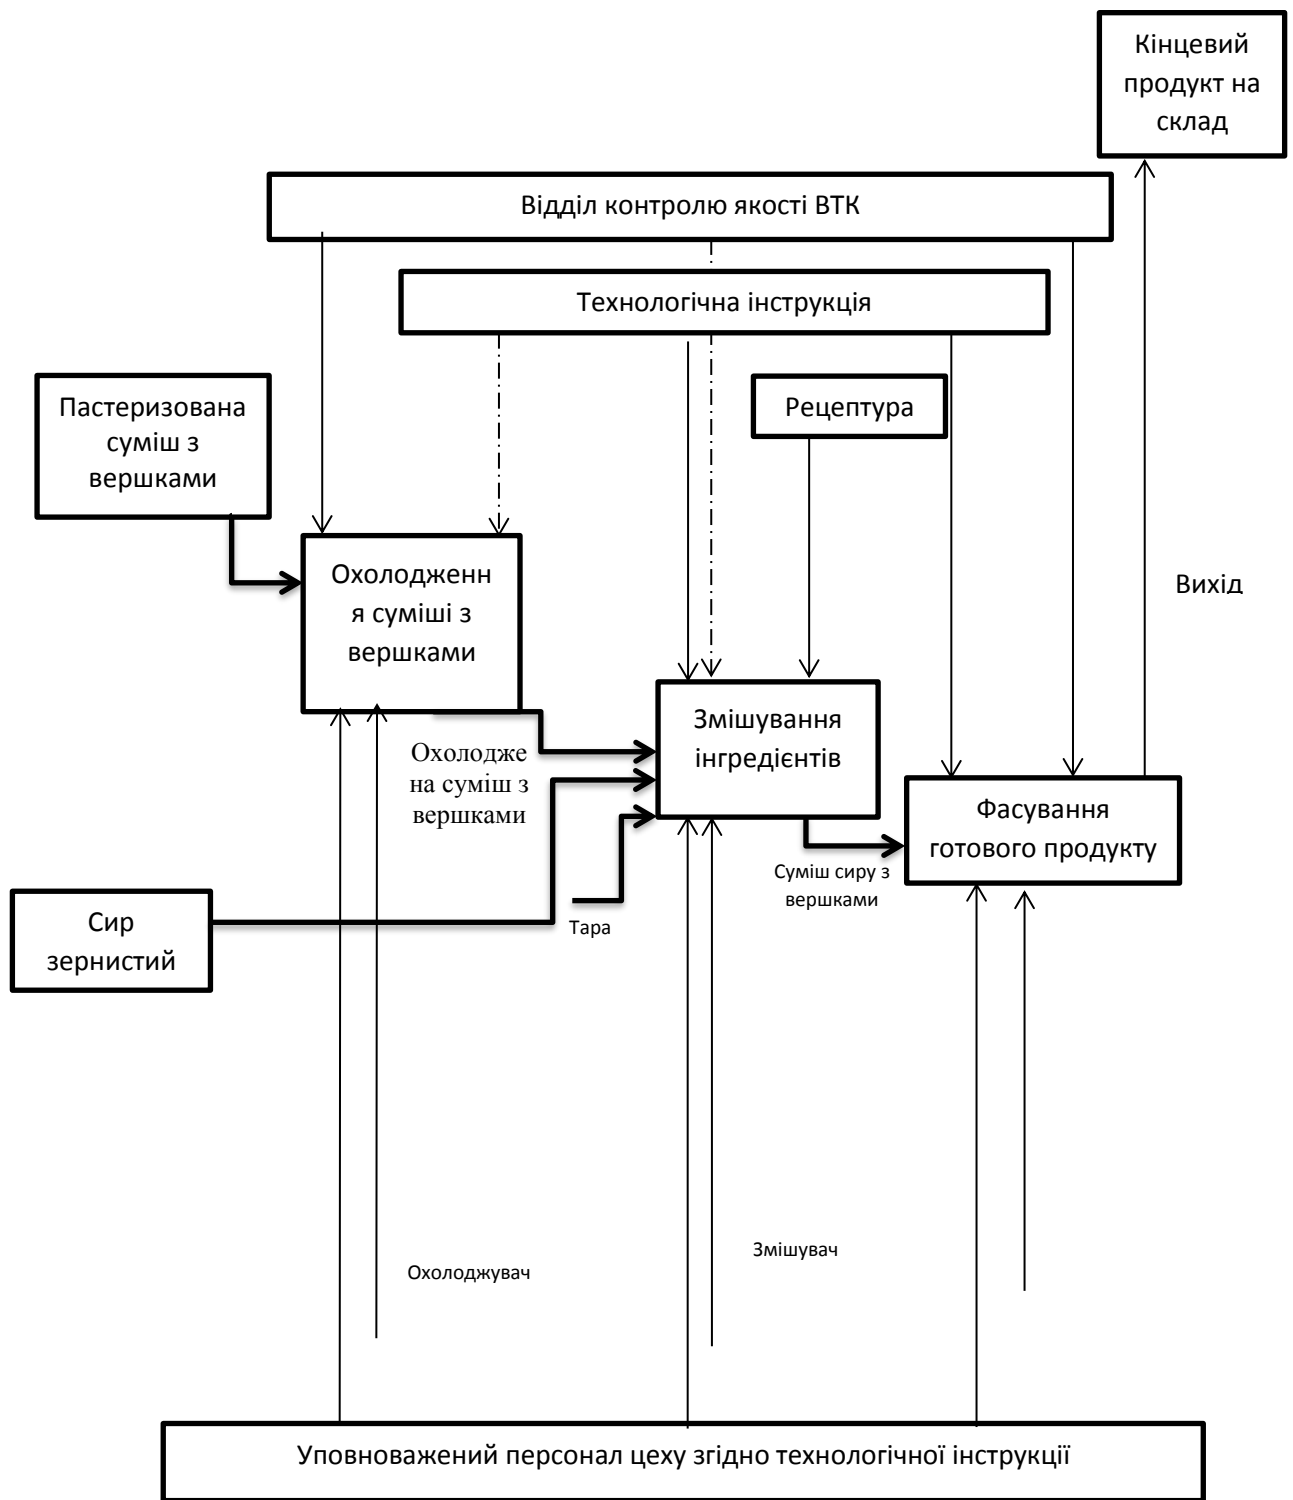 Кінцевий
продукт на
склад
Відділ контролю якості ВТК
Технологічна інструкція
Рецептура
Пастеризована
суміш з
вершками
Охолодженн
я суміші з
вершками
Вихід
Змішування
інгредієнтів
Охолодже
на суміш з
вершками
Фасування
готового продукту
Суміш сиру з
вершками
Тара
Сир
зернистий
Змішувач
Охолоджувач
Уповноважений персонал цеху згідно технологічної інструкції